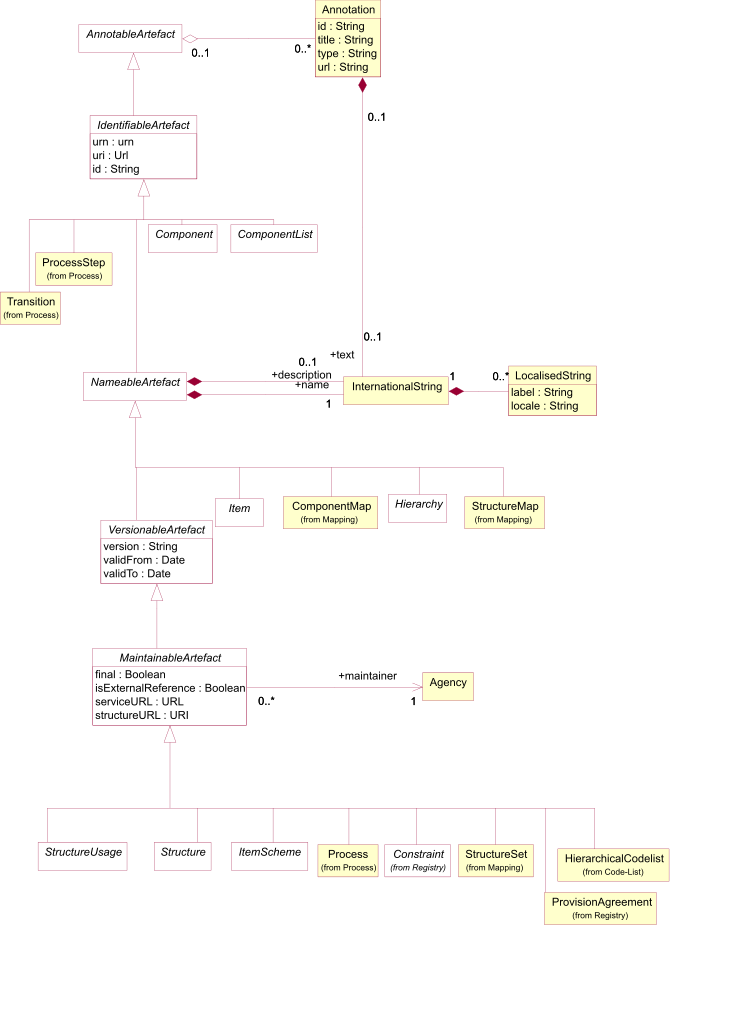 Annotation
id : String
title : String
type : String
url : String
AnnotableArtefact
0..1
0..*
0..1
IdentifiableArtefact
urn : urn
uri : Url
id : String
Component
ComponentList
ProcessStep
(from Process)
Transition
(from Process)
0..1
+text
0..1
+description
+name
1
NameableArtefact
InternationalString
1
0..*
LocalisedString
label : String
locale : String
Item
ComponentMap
(from Mapping)
Hierarchy
StructureMap
(from Mapping)
VersionableArtefact
version : String
validFrom : Date
validTo : Date
MaintainableArtefact
final : Boolean
isExternalReference : Boolean
serviceURL : URL
structureURL : URI
+maintainer
0..*
1
Agency
StructureUsage
Structure
ItemScheme
Process
(from Process)
Constraint
(from Registry)
StructureSet
(from Mapping)
HierarchicalCodelist
(from Code-List)
ProvisionAgreement
(from Registry)